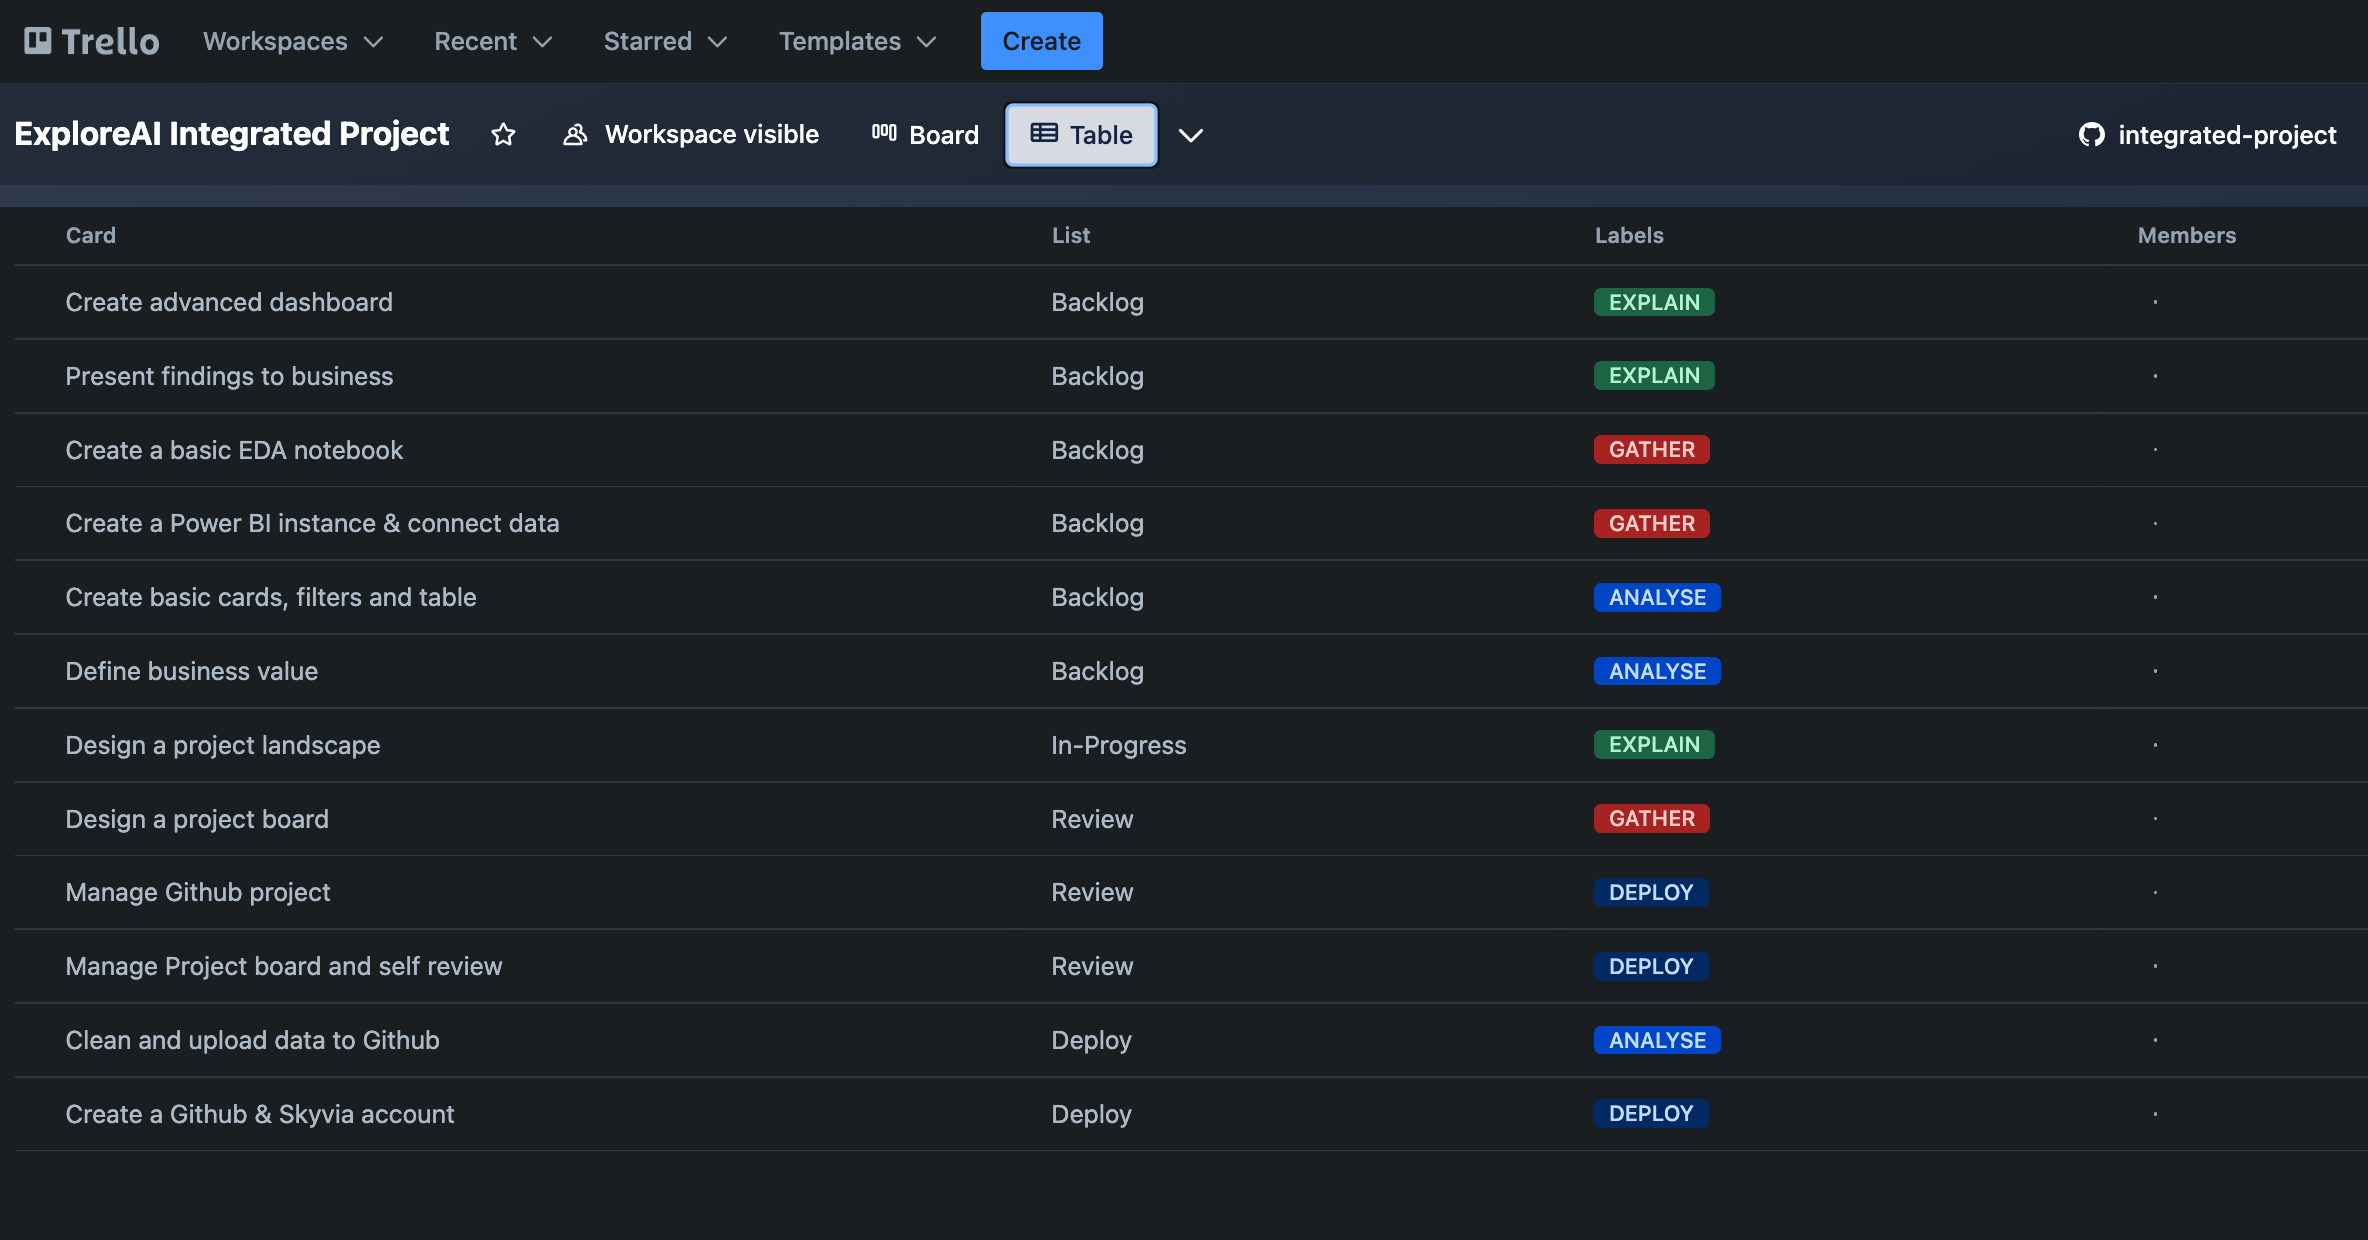 Trello Workspaces Recent Starred Templates Create
ExploreAI Integrated Project Workspace visible Board Table integrated-project
Card List Labels Members
Create advanced dashboard Backlog EXPLAIN
Present findings to business Backlog EXPLAIN
Create a basic EDA notebook Backlog GATHER
Create a Power BI instance & connect data Backlog GATHER
Create basic cards, filters and table Backlog ANALYSE
Define business value Backlog ANALYSE
Design a project landscape In-Progress EXPLAIN
Design a project board Review GATHER
Manage Github project Review DEPLOY
Manage Project board and self review Review DEPLOY
Clean and upload data to Github Deploy ANALYSE
Create a Github & Skyvia account Deploy DEPLOY